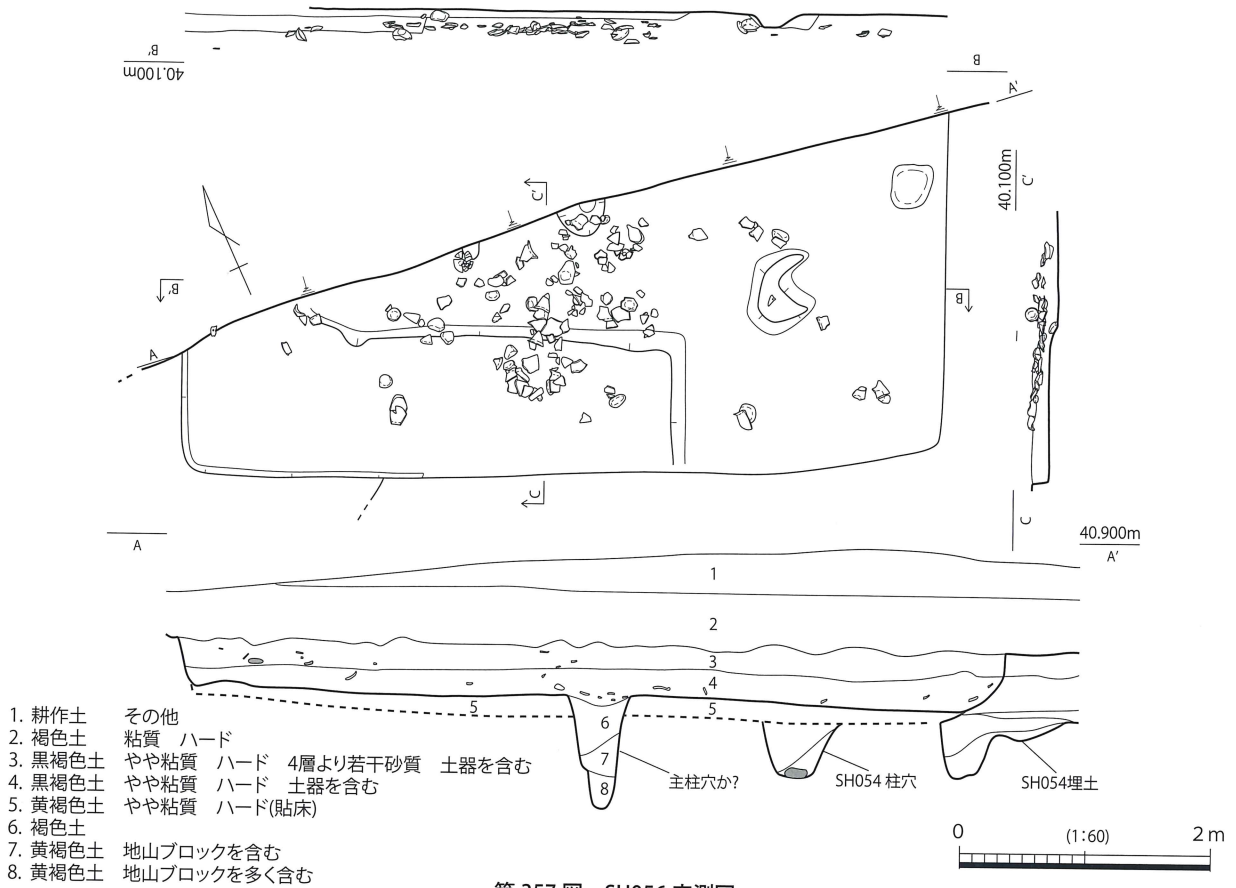 B'
40.100m
B
A'
40.100m
C'
C'
B'
B
A
C
C
A
40.900m
A'
1
2
3
4
5
5
6
7
8
主柱穴か?
SH054 柱穴
SH054埋土
1. 耕作土 その他
2. 褐色土 粘質 ハード
3. 黒褐色土 やや粘質 ハード 4層より若干砂質 土器を含む
4. 黒褐色土 やや粘質 ハード 土器を含む
5. 黄褐色土 やや粘質 ハード(貼床)
6. 褐色土
7. 黄褐色土 地山ブロックを含む
8. 黄褐色土 地山ブロックを多く含む
0 (1:60) 2 m